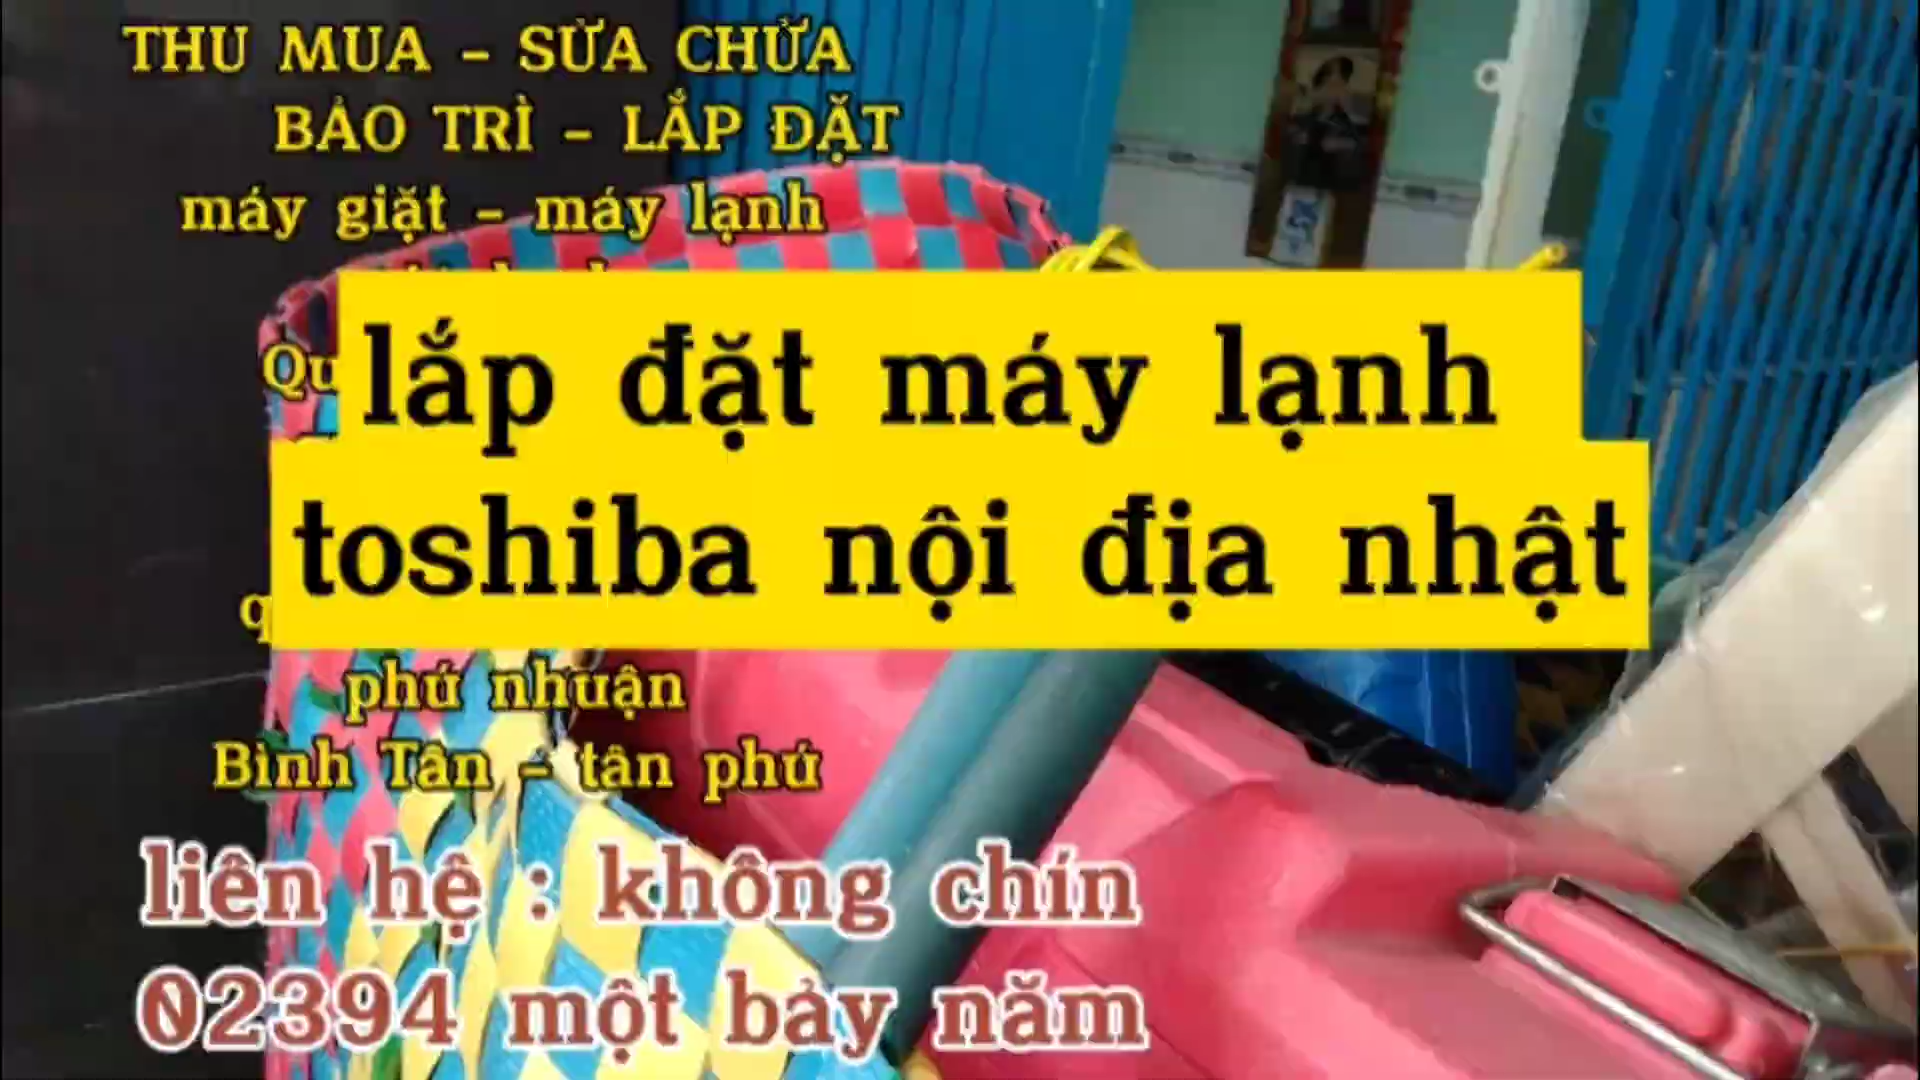 THU MUA - SỬA CHỬA
BẢO TRÌ - LẮP ĐẶT
máy giặt - máy lạnh
lắp đặt máy lạnh
toshiba nội địa nhật
phú nhuận
Bình Tân - tân phú
liên hệ : không chín
02394 một bảy năm